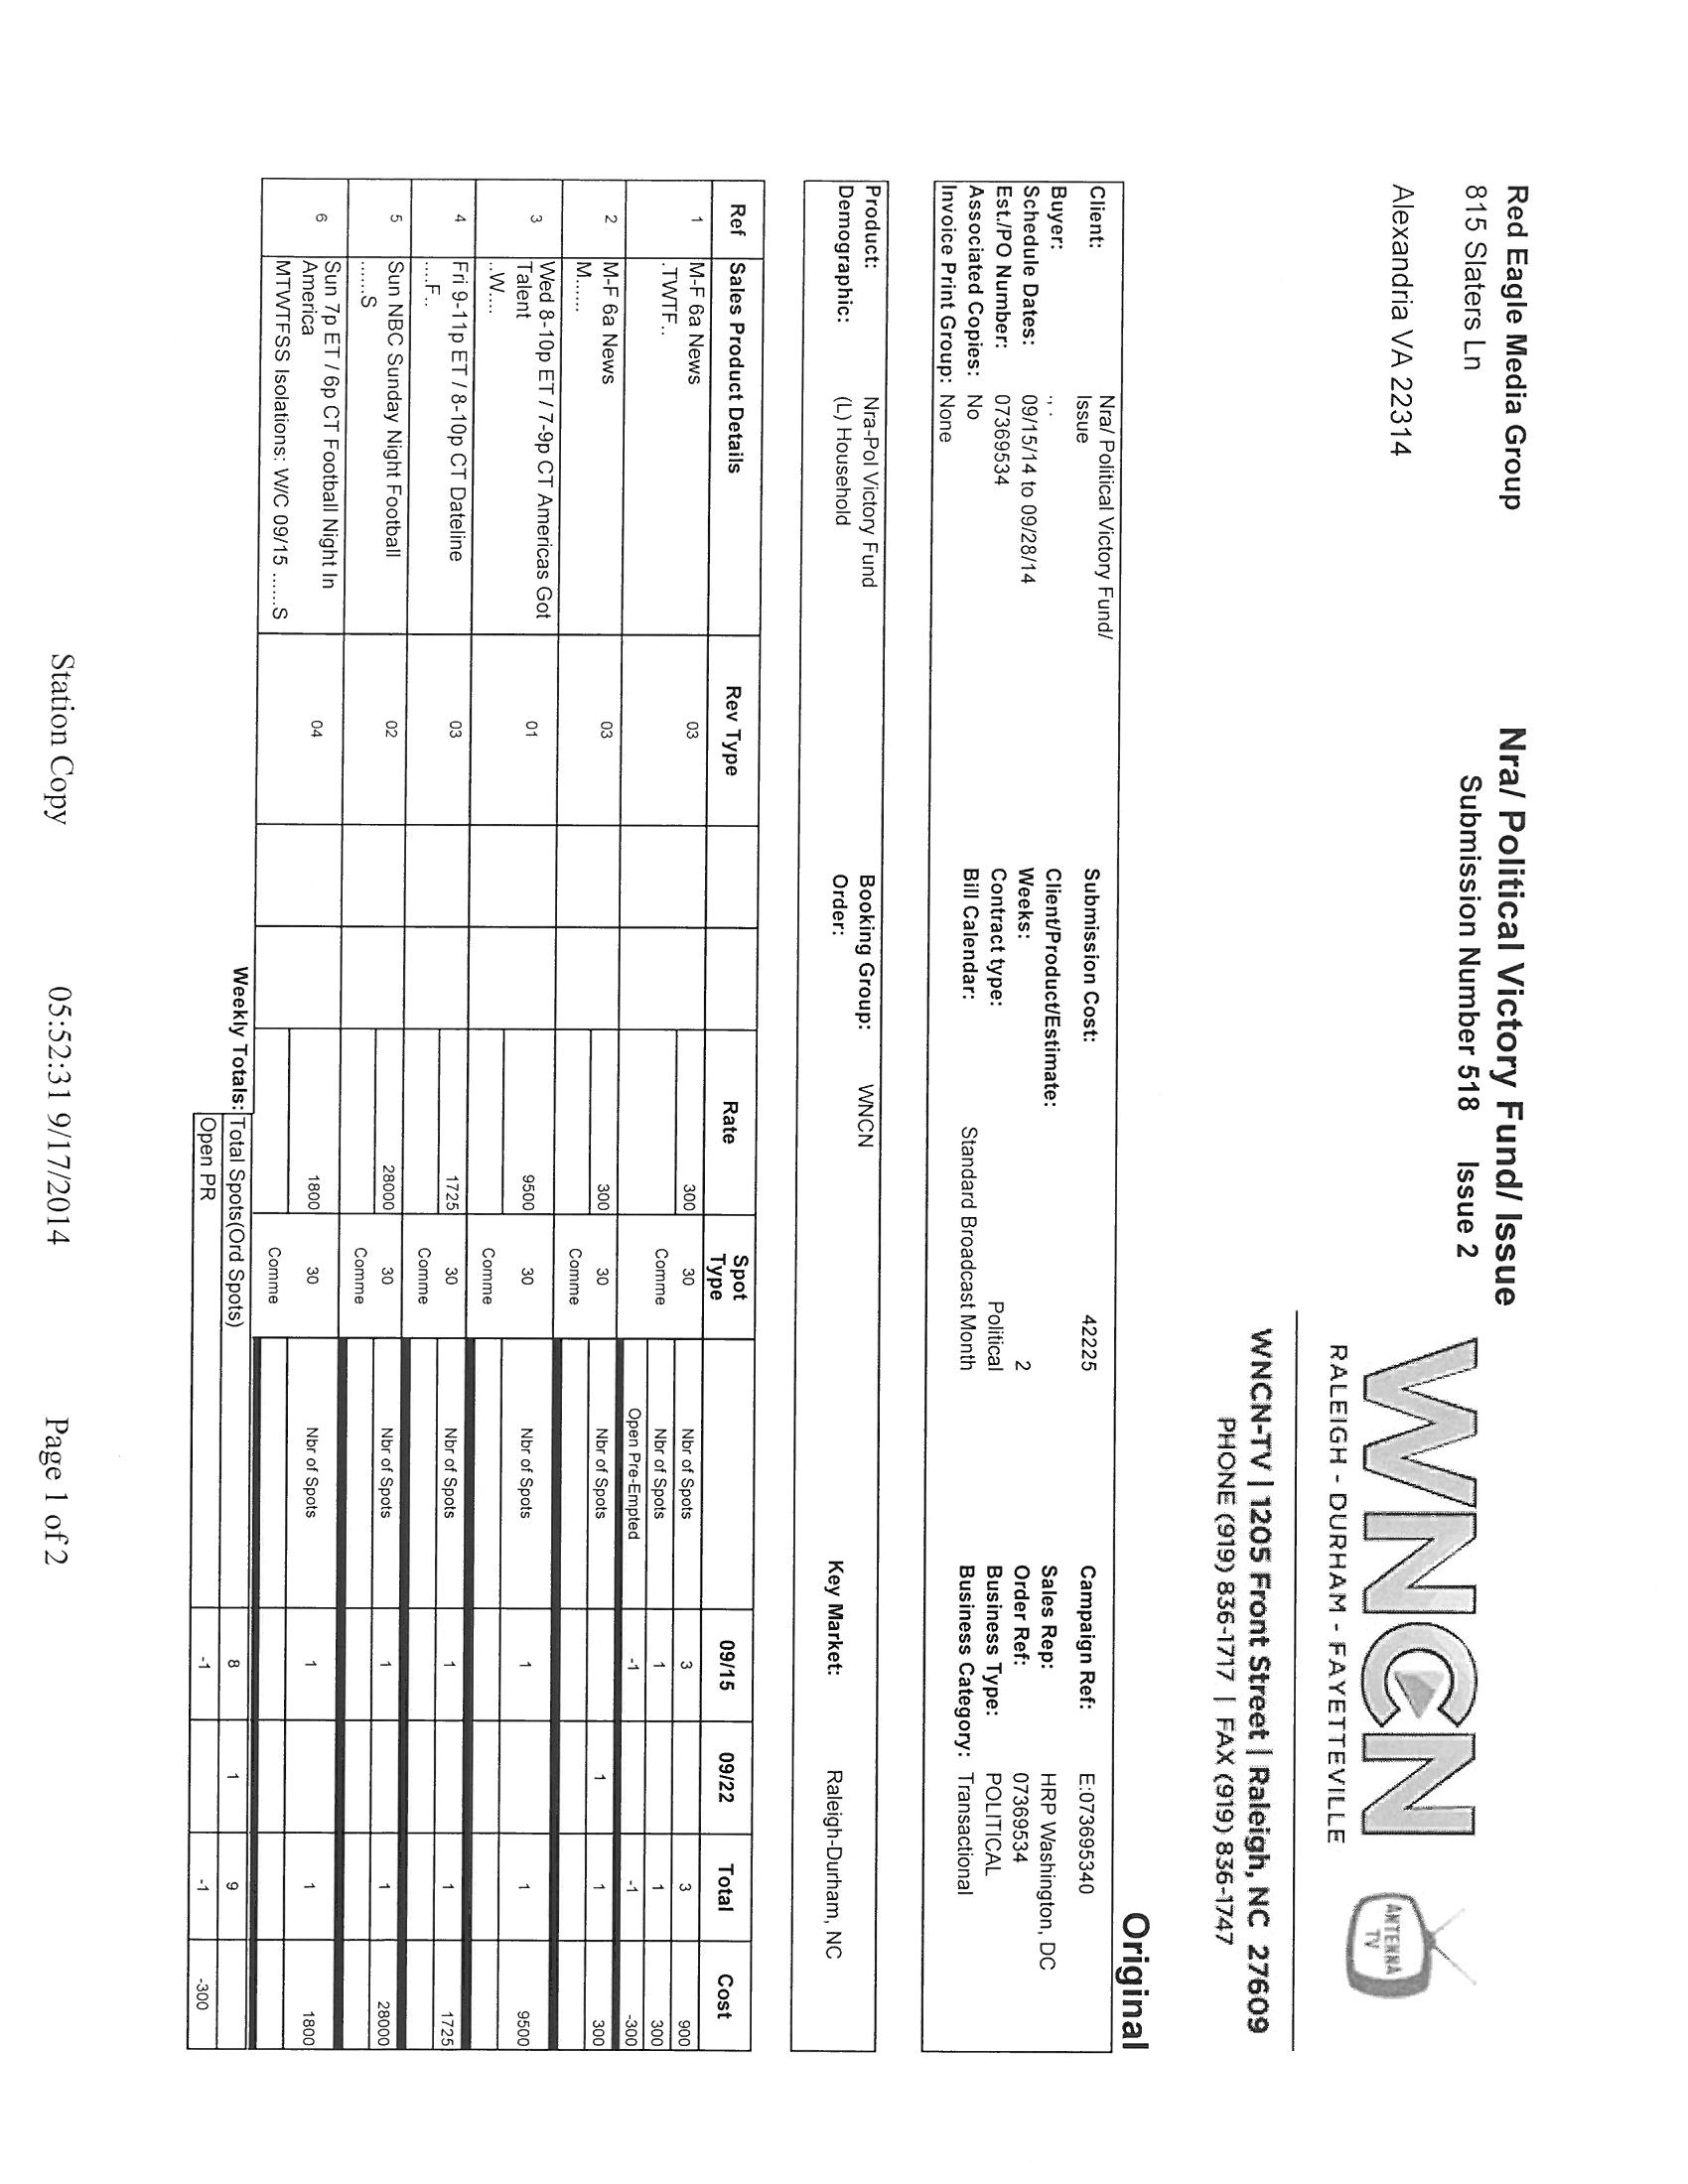 Red Eagle Media Group
815 Slaters Ln
Alexandria VA 22314
Nra/ Political Victory Fund/ Issue
Submission Number 518 Issue 2
WNCN
RALEIGH - DURHAM - FAYETTEVILLE
ANTENNA
TV
WNCN-TV | 1205 Front Street | Raleigh, NC 27609
PHONE (919) 836-1717 | FAX (919) 836-1747
Original
Client: Nra/ Political Victory Fund/ Issue Submission Cost: 42225 Campaign Ref: E:073695340
Buyer: ., . Client/Product/Estimate: Sales Rep: HRP Washington, DC
Schedule Dates: 09/15/14 to 09/28/14 Weeks: 2 Order Ref: 07369534
Est./PO Number: 07369534 Contract type: Political Business Type: POLITICAL
Associated Copies: No Bill Calendar: Standard Broadcast Month Business Category: Transactional
Invoice Print Group: None
Product: Nra-Pol Victory Fund Booking Group: WNCN
Demographic: (L) Household Order: Key Market: Raleigh-Durham, NC
Ref Sales Product Details Rev Type Rate Spot Type 09/15 09/22 Total Cost
1 M-F 6a News 03 300 30 Nbr of Spots 3 3 900
.TWTF.. Comme Nbr of Spots 1 1 300
Open Pre-Empted -1 -1 -300
2 M-F 6a News 03 300 30 Nbr of Spots 1 1 300
M...... Comme
3 Wed 8-10p ET / 7-9p CT Americas Got
Talent 01 9500 30 Nbr of Spots 1 1 9500
..W.... Comme
4 Fri 9-11p ET / 8-10p CT Dateline 03 1725 30 Nbr of Spots 1 1 1725
....F.. Comme
5 Sun NBC Sunday Night Football 02 28000 30 Nbr of Spots 1 1 28000
......S Comme
6 Sun 7p ET / 6p CT Football Night In
America 04 1800 30 Nbr of Spots 1 1 1800
MTWTFSS Isolations: W/C 09/15 ......S Comme
Weekly Totals: Total Spots(Ord Spots) 8 1 9
Open PR -1 -1 -300
Station Copy 05:52:31 9/17/2014 Page 1 of 2